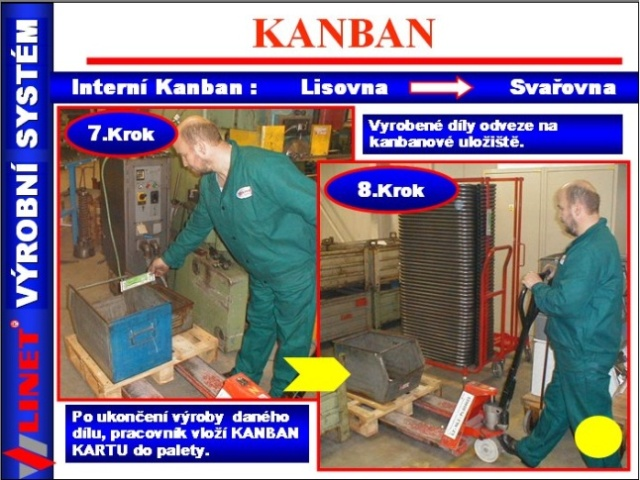 KANBAN
Interní Kanban : Lisovna Svařovna
7.Krok
Vyrobené díly odveze na
kanbanové uložiště.
8.Krok
Po ukončení výroby daného
dílu, pracovník vloží KANBAN
KARTU do palety.
LINET® VÝROBNÍ SYSTÉM